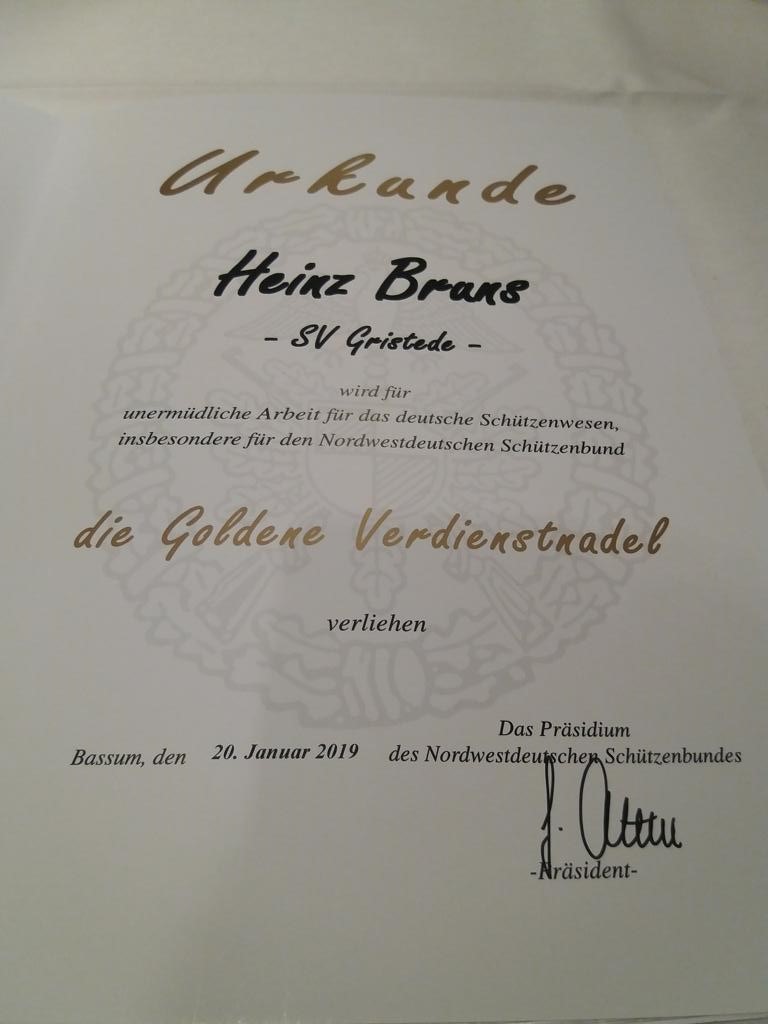 Urkunde
Heinz Bruns
- SV Gristede -
wird für
unermüdliche Arbeit für das deutsche Schützenwesen,
insbesondere für den Nordwestdeutschen Schützenbund
die Goldene Verdienstnadel
verliehen
Das Präsidium
Bassum, den 20. Januar 2019 des Nordwestdeutschen Schützenbundes
-Präsident-